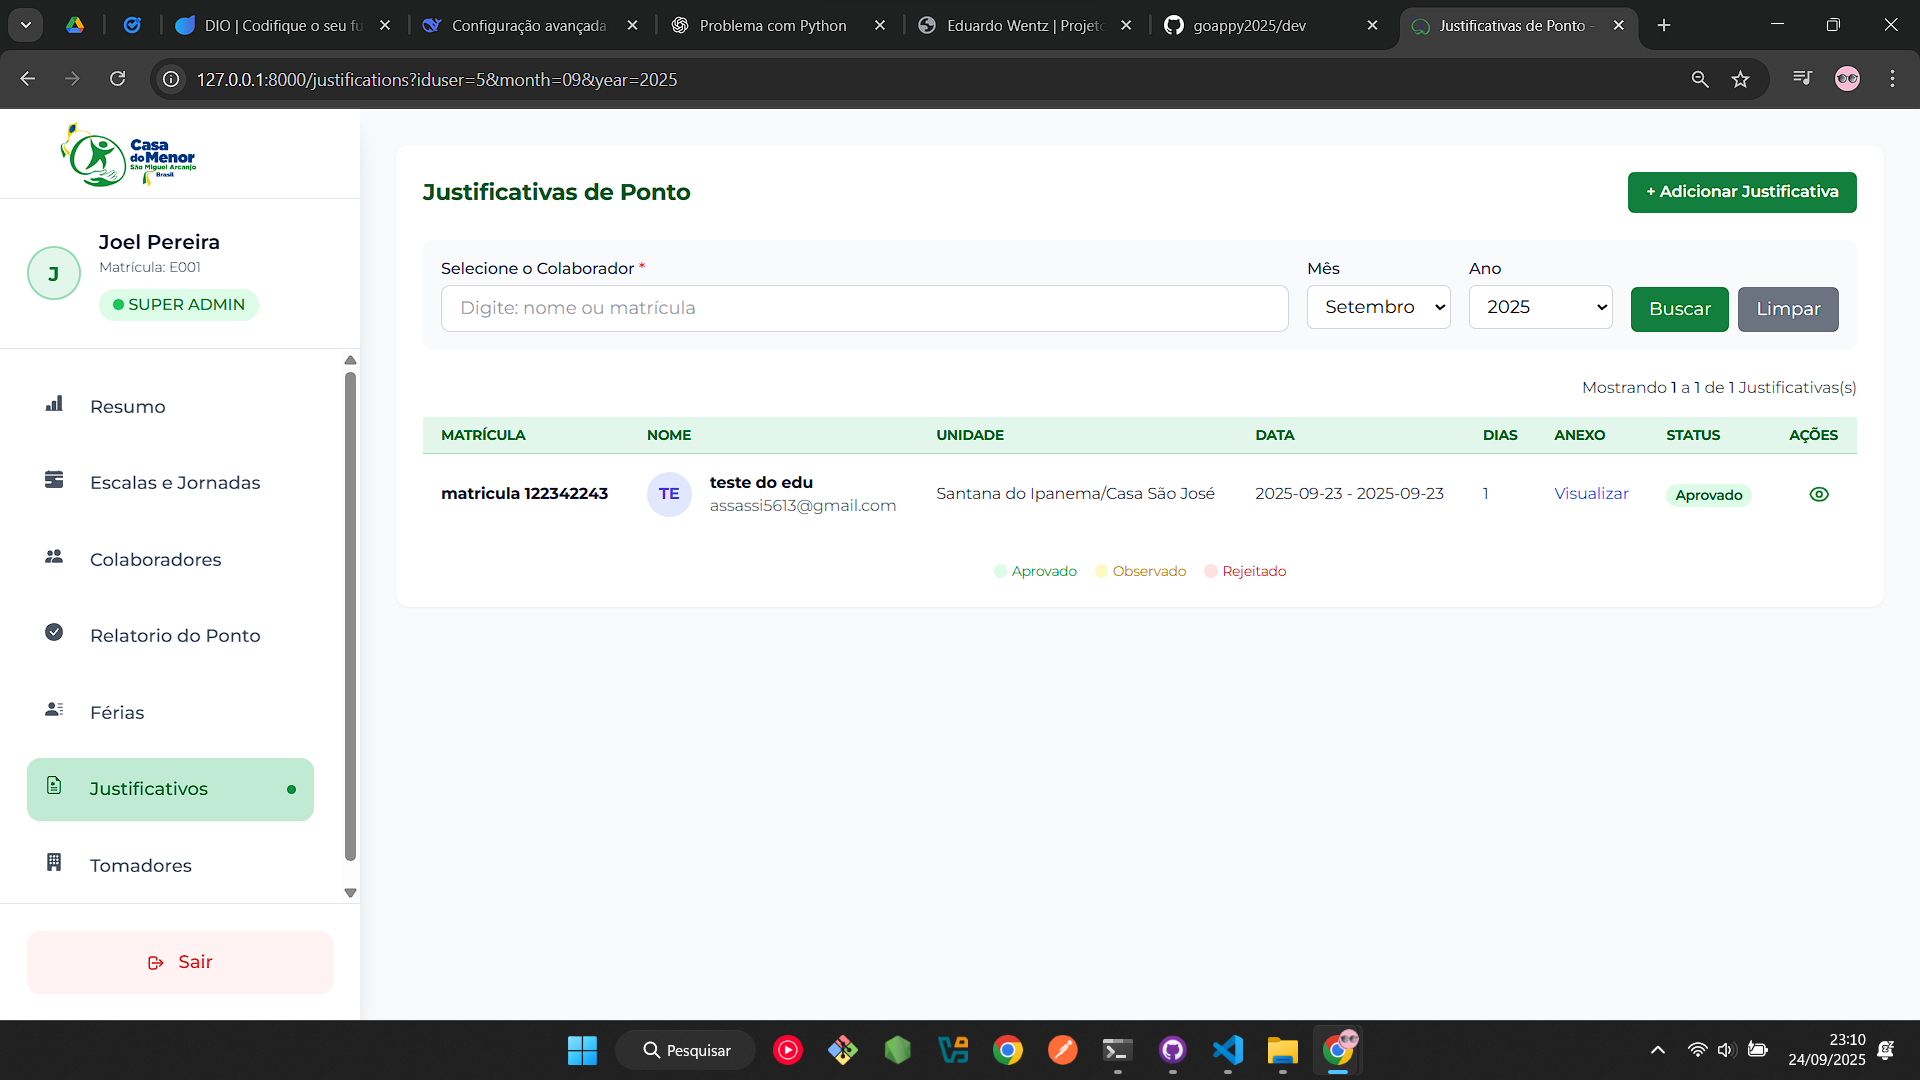 DIO | Codifique o seu fu
Configuração avançada
Problema com Python
Eduardo Wentz | Projeto
goappy2025/dev
Justificativas de Ponto -
127.0.0.1:8000/justifications?iduser=5&month=09&year=2025
Casa
do Menor
São Miguel Arcanjo
Brasil
J
Joel Pereira
Matrícula: E001
SUPER ADMIN
Resumo
Escalas e Jornadas
Colaboradores
Relatorio do Ponto
Férias
Justificativos
Tomadores
Sair
Justificativas de Ponto
+ Adicionar Justificativa
Selecione o Colaborador *
Mês
Ano
Digite: nome ou matrícula
Setembro
2025
Buscar
Limpar
Mostrando 1 a 1 de 1 Justificativas(s)
MATRÍCULA NOME UNIDADE DATA DIAS ANEXO STATUS AÇÕES
matricula 122342243
TE
teste do edu
assassi5613@gmail.com
Santana do Ipanema/Casa São José
2025-09-23 - 2025-09-23
1
Visualizar
Aprovado
Aprovado Observado Rejeitado
Pesquisar
23:10
24/09/2025